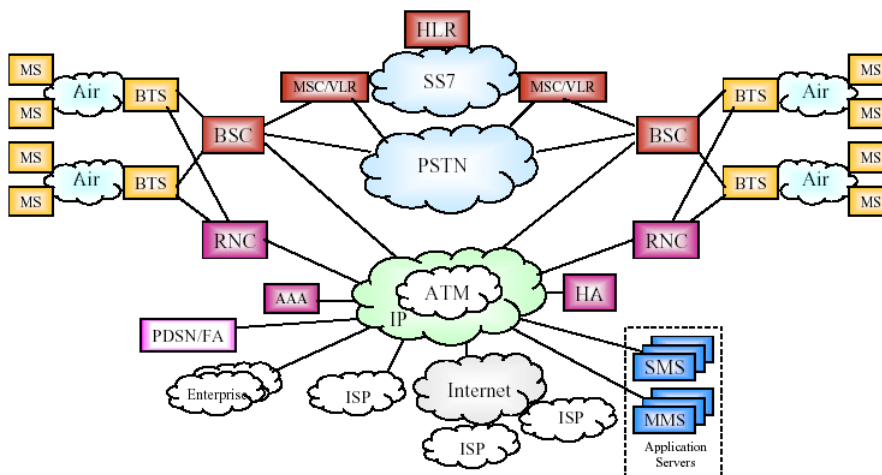 HLR
MS
MSC/VLR
SS7
MSC/VLR
MS
Air
BTS
BTS
Air
MS
MS
BSC
BSC
MS
MS
PSTN
MS
Air
BTS
BTS
Air
MS
MS
RNC
RNC
ATM
AAA
HA
IP
PDSN/FA
SMS
Enterprise
ISP
Internet
MMS
ISP
ISP
Application
Servers